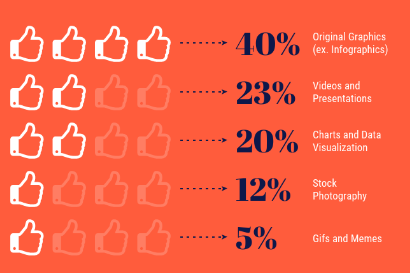 40%
Original Graphics
(ex. Infographics)
23%
Videos and
Presentations
20%
Charts and Data
Visualization
12%
Stock
Photography
5%
Gifs and Memes